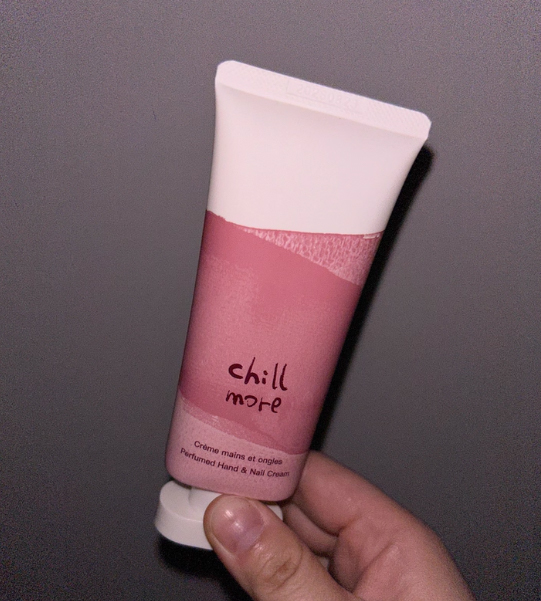 chill
more
Crème mains et ongles
Perfumed Hand & Nail Cream